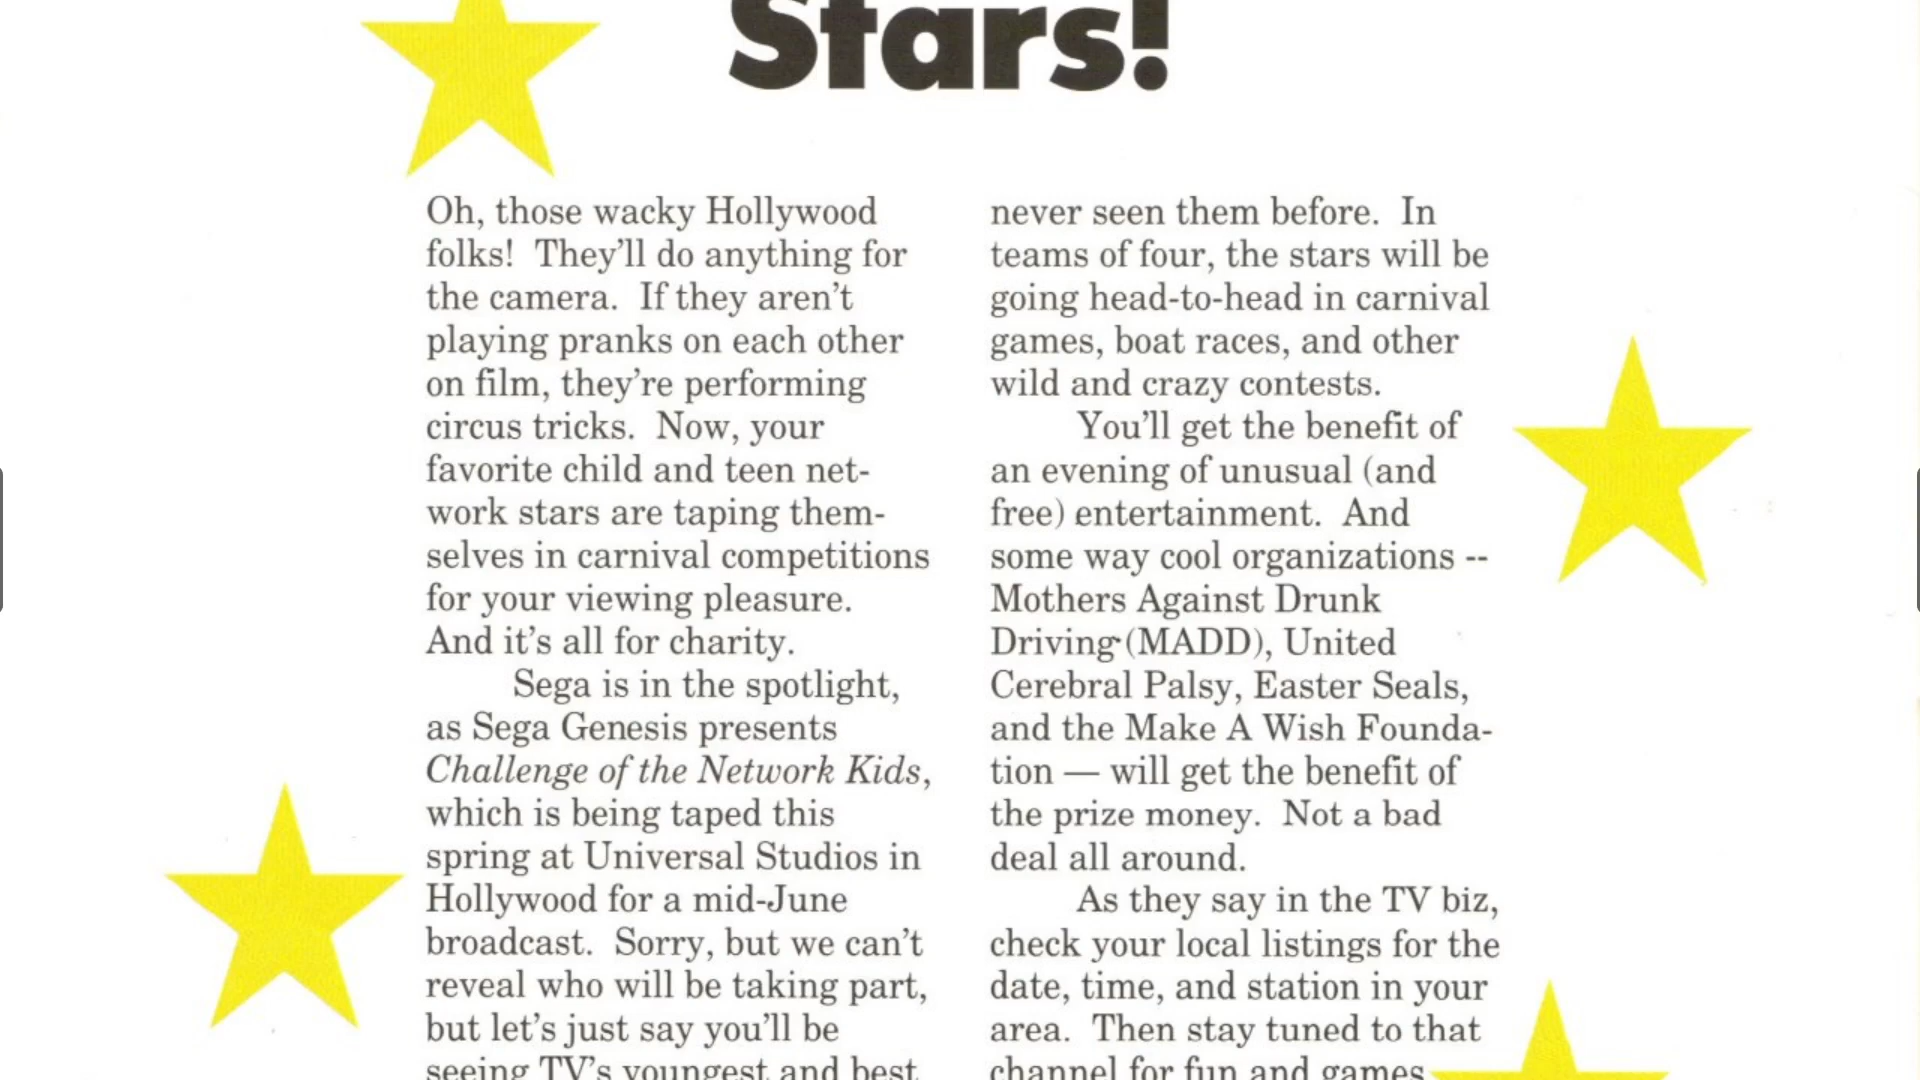 Stars!
Oh, those wacky Hollywood
folks!  They'll do anything for
the camera.  If they aren't
playing pranks on each other
on film, they're performing
circus tricks.  Now, your
favorite child and teen net-
work stars are taping them-
selves in carnival competitions
for your viewing pleasure.
And it's all for charity.
Sega is in the spotlight,
as Sega Genesis presents
Challenge of the Network Kids,
which is being taped this
spring at Universal Studios in
Hollywood for a mid-June
broadcast.  Sorry, but we can't
reveal who will be taking part,
but let's just say you'll be
seeing TV's youngest and best
never seen them before.  In
teams of four, the stars will be
going head-to-head in carnival
games, boat races, and other
wild and crazy contests.
You'll get the benefit of
an evening of unusual (and
free) entertainment.  And
some way cool organizations --
Mothers Against Drunk
Driving (MADD), United
Cerebral Palsy, Easter Seals,
and the Make A Wish Founda-
tion — will get the benefit of
the prize money.  Not a bad
deal all around.
As they say in the TV biz,
check your local listings for the
date, time, and station in your
area.  Then stay tuned to that
channel for fun and games